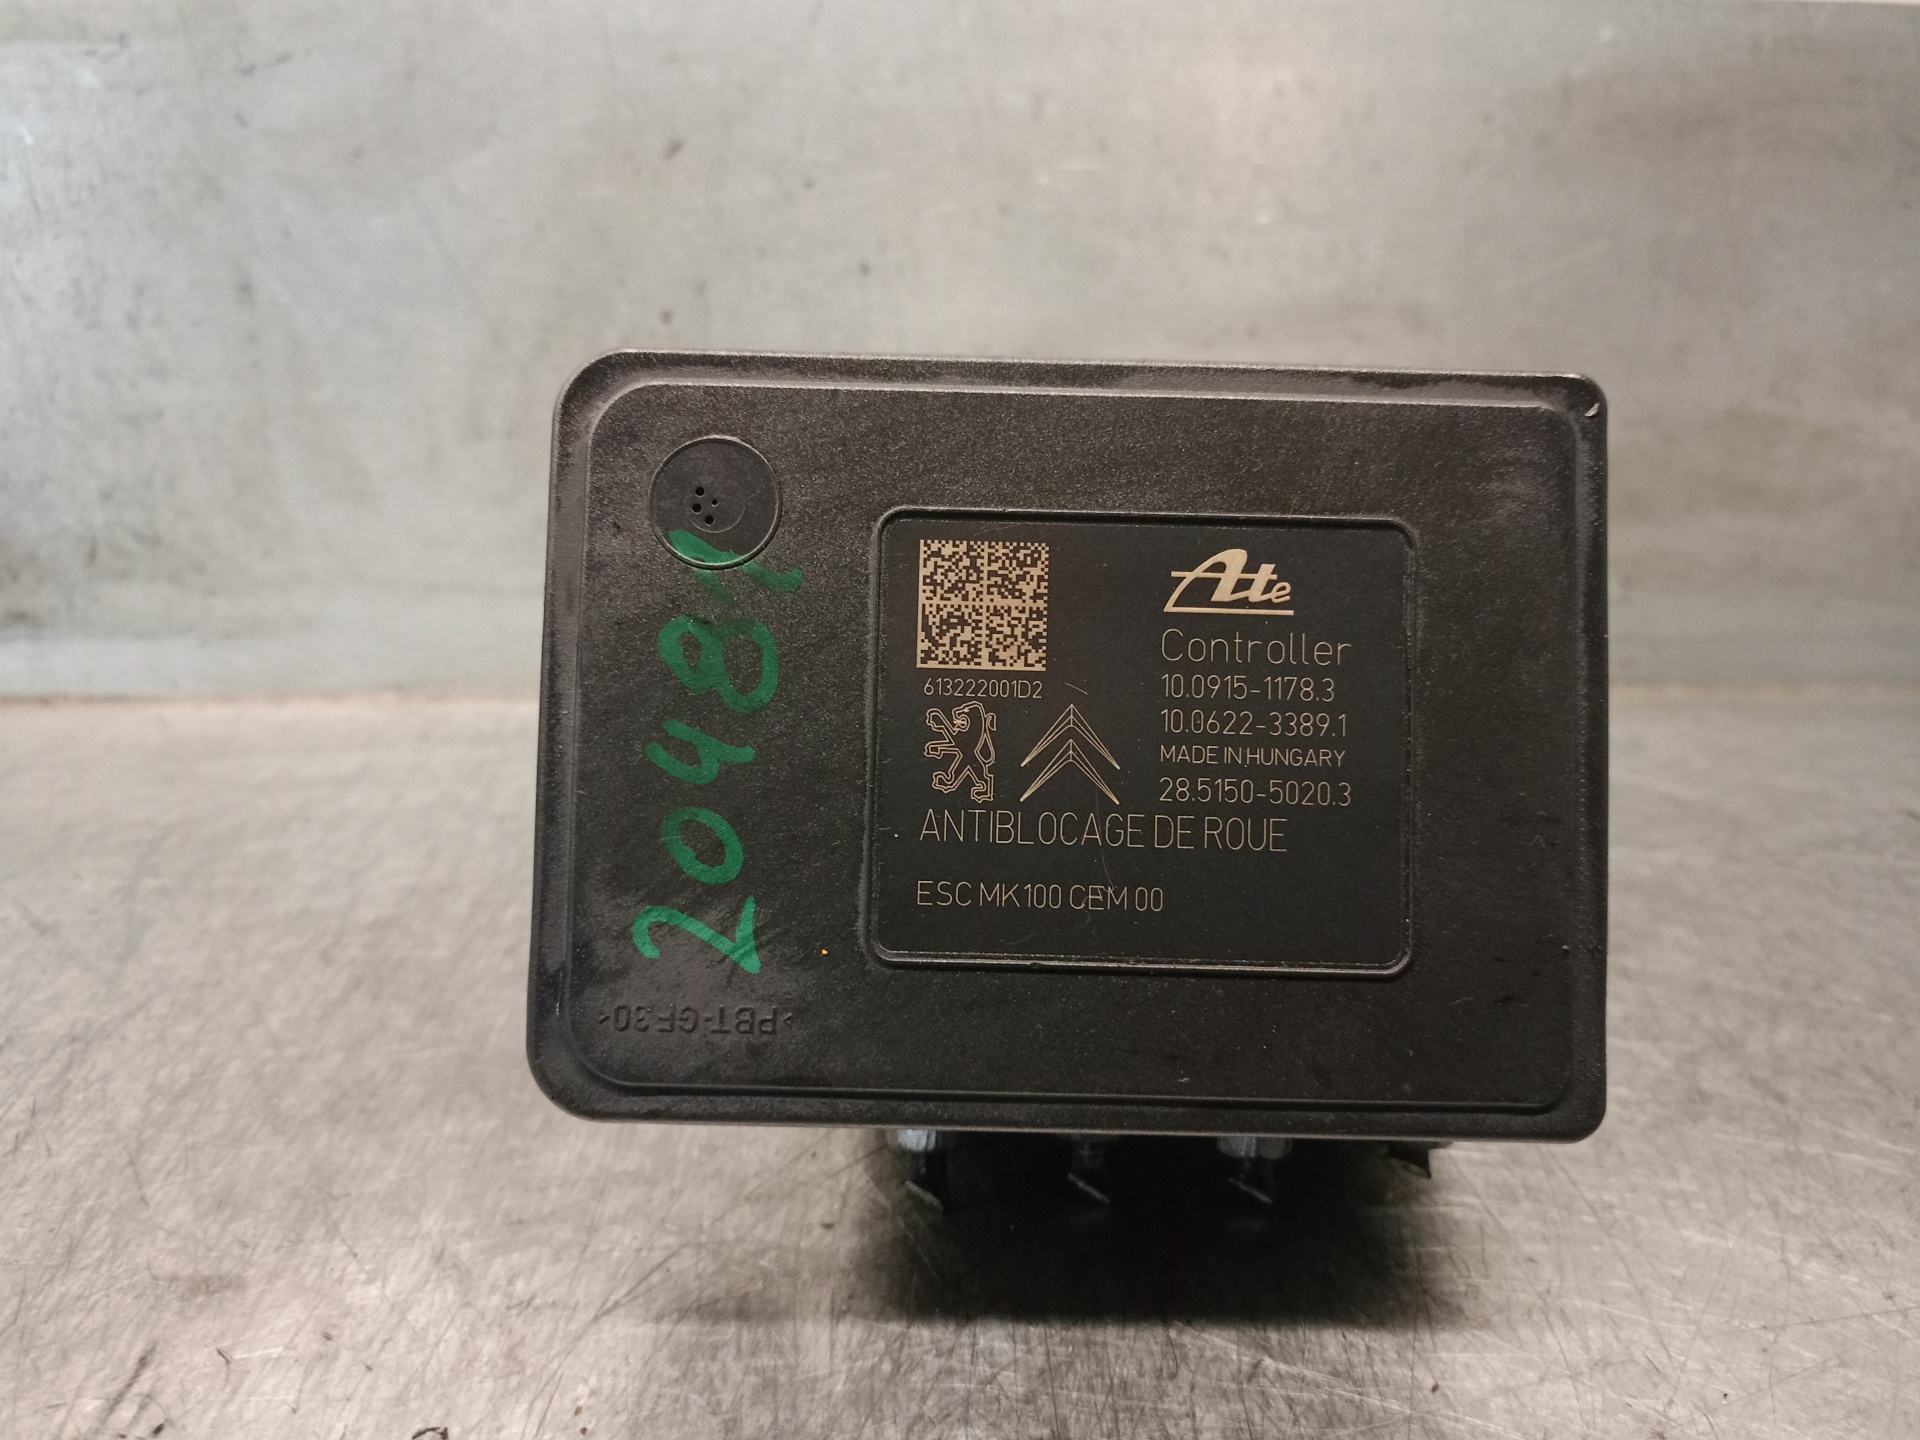 20481
Ate
Controller
10.0915-1178.3
10.0622-3389.1
MADE IN HUNGARY
28.5150-5020.3
613222001D2
ANTIBLOCAGE DE ROUE
ESC MK100 CEM 00
>PBT-GF30<